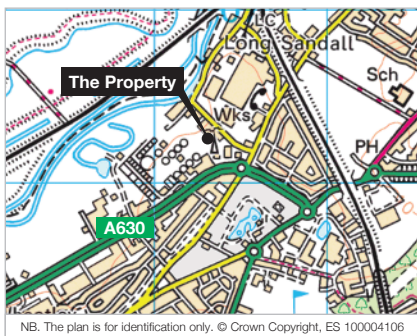 LC
Long Sandall
The Property
Sch
Wks
PH
A630
NB. The plan is for identification only. © Crown Copyright, ES 100004106